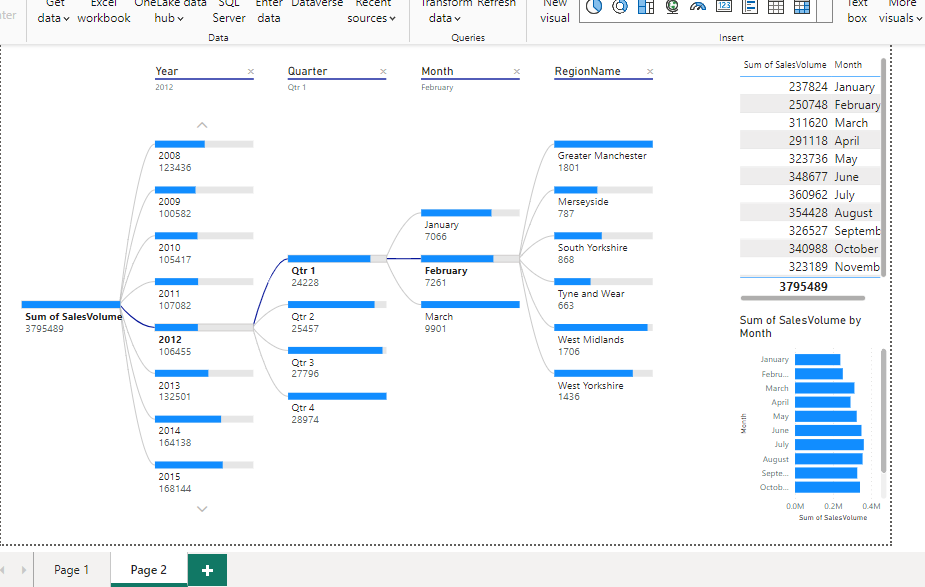 Get data
Excel workbook
OneLake data hub
SQL Server
Enter data
Dataverse
Recent sources
Transform data
Refresh
New visual
123
Text box
More visuals
Data
Queries
Insert
Year
2012
Quarter
Qtr 1
Month
February
RegionName
Sum of SalesVolume
3795489
2008
123436
2009
100582
2010
105417
2011
107082
2012
106455
2013
132501
2014
164138
2015
168144
Qtr 1
24228
Qtr 2
25457
Qtr 3
27796
Qtr 4
28974
January
7066
February
7261
March
9901
Greater Manchester
1801
Merseyside
787
South Yorkshire
868
Tyne and Wear
663
West Midlands
1706
West Yorkshire
1436
Sum of SalesVolume Month
237824 January
250748 February
311620 March
291118 April
323736 May
348677 June
360962 July
354428 August
326527 Septemb
340988 October
323189 Novemb
3795489
Sum of SalesVolume by
Month
Month
January
Febru...
March
April
May
June
July
August
Septe...
Octob...
0.0M 0.2M 0.4M
Sum of SalesVolume
Page 1
Page 2
+